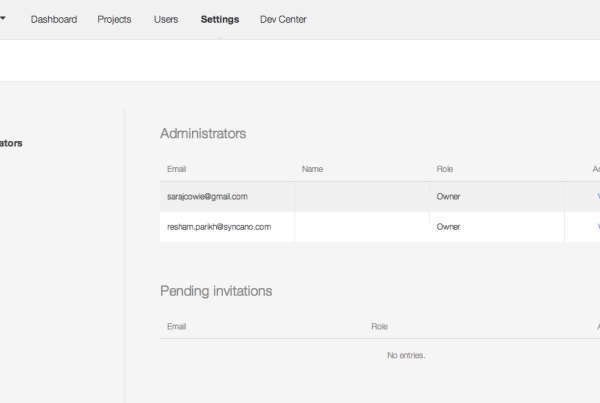 Dashboard Projects Users Settings Dev Center
ators
Administrators
Email Name Role
sarajcowie@gmail.com Owner
resham.parikh@syncano.com Owner
Pending invitations
Email Role
No entries.